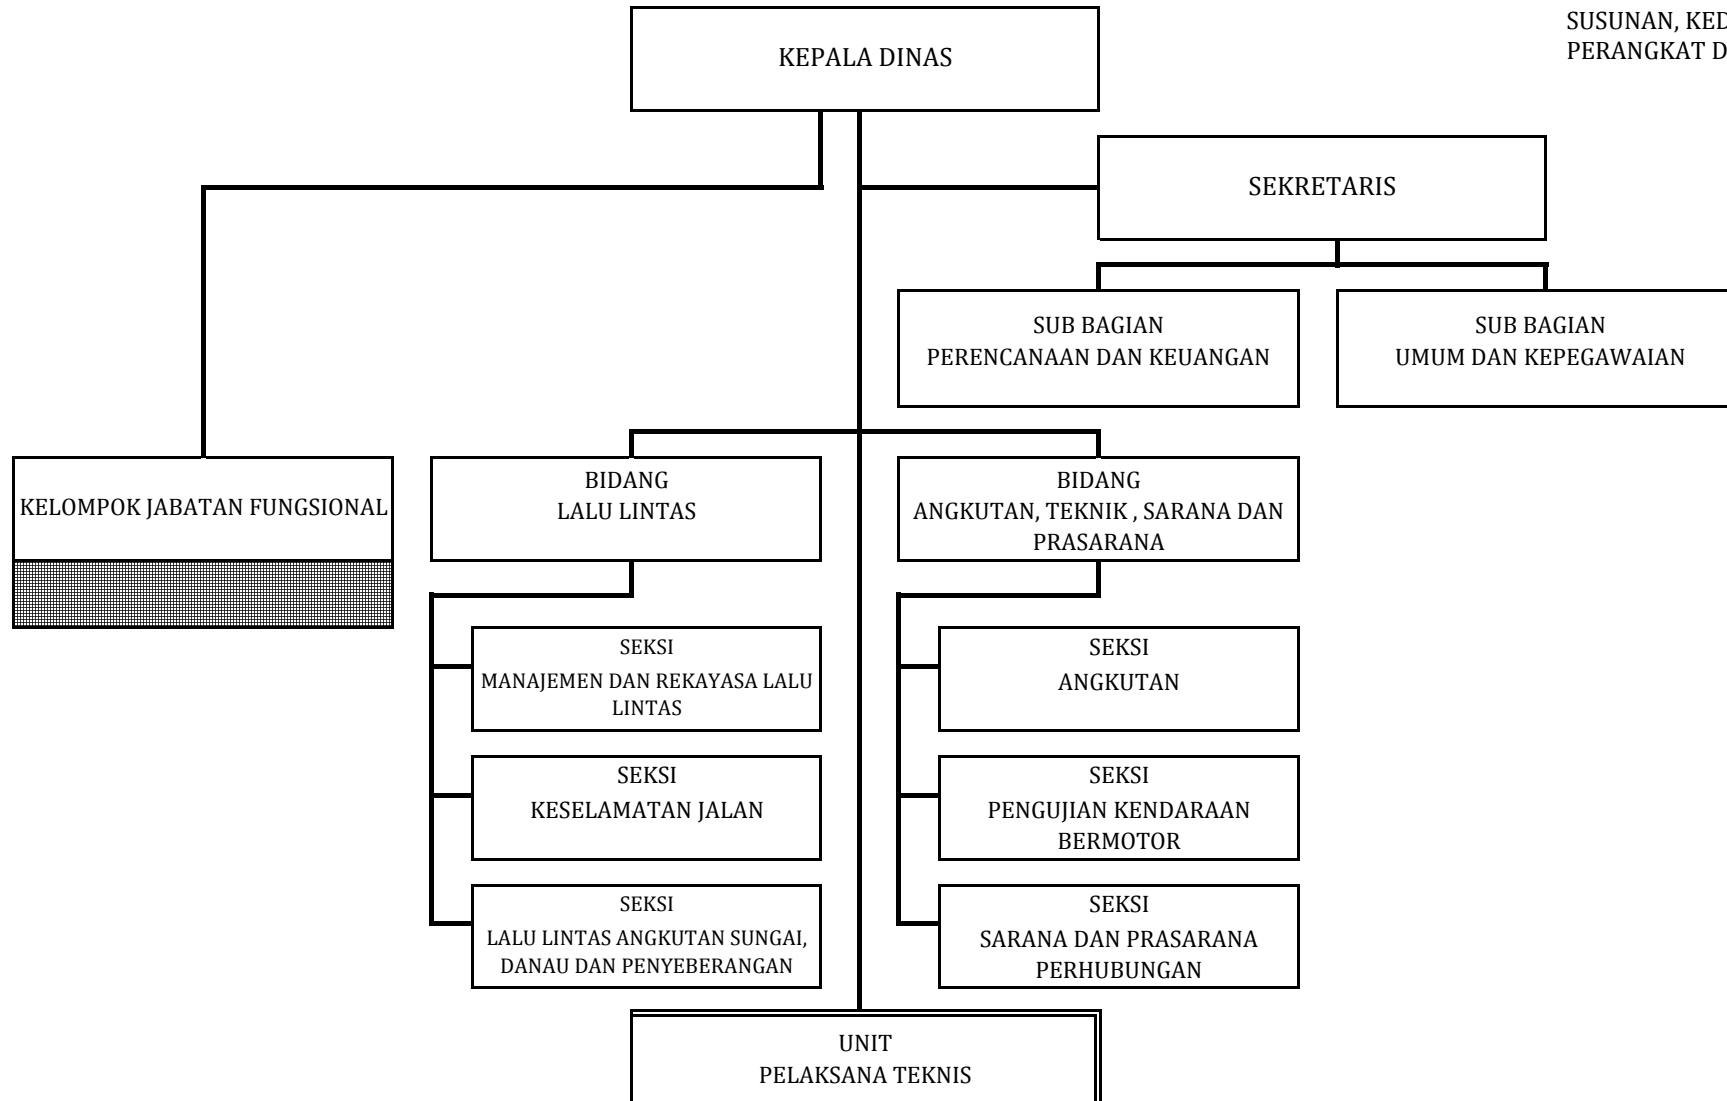 SUSUNAN, KED
PERANGKAT D
KEPALA DINAS
SEKRETARIS
SUB BAGIAN
PERENCANAAN DAN KEUANGAN
SUB BAGIAN
UMUM DAN KEPEGAWAIAN
KELOMPOK JABATAN FUNGSIONAL
BIDANG
LALU LINTAS
BIDANG
ANGKUTAN, TEKNIK , SARANA DAN
PRASARANA
SEKSI
MANAJEMEN DAN REKAYASA LALU
LINTAS
SEKSI
KESELAMATAN JALAN
SEKSI
LALU LINTAS ANGKUTAN SUNGAI,
DANAU DAN PENYEBERANGAN
SEKSI
ANGKUTAN
SEKSI
PENGUJIAN KENDARAAN
BERMOTOR
SEKSI
SARANA DAN PRASARANA
PERHUBUNGAN
UNIT
PELAKSANA TEKNIS